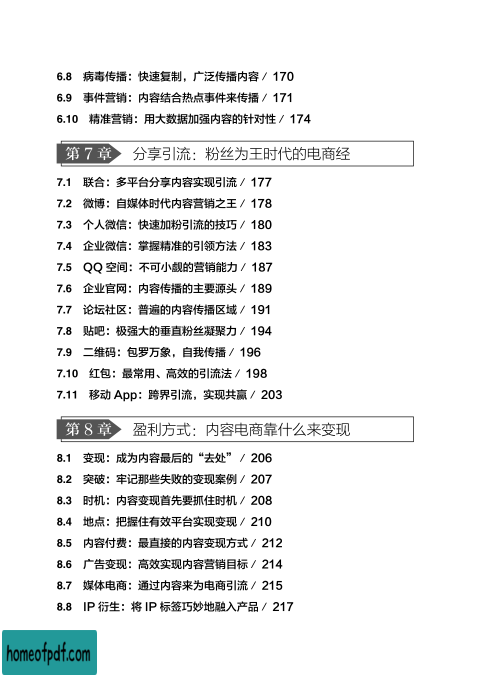 6.8 病毒传播：快速复制，广泛传播内容 / 170
6.9 事件营销：内容结合热点事件来传播 / 171
6.10 精准营销：用大数据加强内容的针对性 / 174
第 7 章 分享引流：粉丝为王时代的电商经
7.1 联合：多平台分享内容实现引流 / 177
7.2 微博：自媒体时代内容营销之王 / 178
7.3 个人微信：快速加粉引流的技巧 / 180
7.4 企业微信：掌握精准的引领方法 / 183
7.5 QQ 空间：不可小觑的营销能力 / 187
7.6 企业官网：内容传播的主要源头 / 189
7.7 论坛社区：普遍的内容传播区域 / 191
7.8 贴吧：极强大的垂直粉丝凝聚力 / 194
7.9 二维码：包罗万象，自我传播 / 196
7.10 红包：最常用、高效的引流法 / 198
7.11 移动 App：跨界引流，实现共赢 / 203
第 8 章 盈利方式：内容电商靠什么来变现
8.1 变现：成为内容最后的“去处” / 206
8.2 突破：牢记那些失败的变现案例 / 207
8.3 时机：内容变现首先要抓住时机 / 208
8.4 地点：把握住有效平台实现变现 / 210
8.5 内容付费：最直接的内容变现方式 / 212
8.6 广告变现：高效实现内容营销目标 / 214
8.7 媒体电商：通过内容来为电商引流 / 215
8.8 IP 衍生：将 IP 标签巧妙地融入产品 / 217
homeofpdf.com